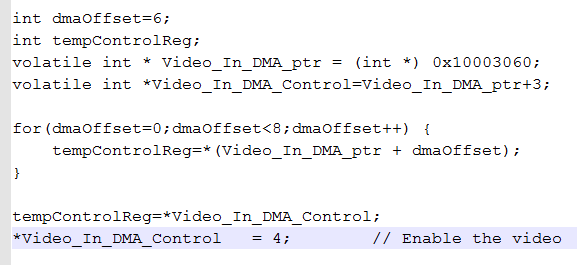 int dmaOffset=6;
int tempControlReg;
volatile int * Video_In_DMA_ptr = (int *) 0x10003060;
volatile int *Video_In_DMA_Control=Video_In_DMA_ptr+3;
for(dmaOffset=0;dmaOffset<8;dmaOffset++) {
    tempControlReg=*(Video_In_DMA_ptr + dmaOffset);
}
tempControlReg=*Video_In_DMA_Control;
*Video_In_DMA_Control   = 4;        // Enable the video